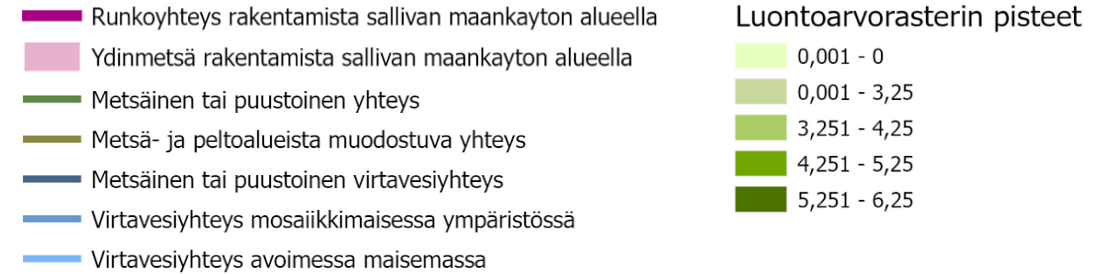 Runkoyhteys rakentamista sallivan maankayton alueella
Ydinmetsä rakentamista sallivan maankayton alueella
Metsäinen tai puustoinen yhteys
Metsä- ja peltoalueista muodostuva yhteys
Metsäinen tai puustoinen virtavesiyhteys
Virtavesiyhteys mosaiikkimaisessa ympäristössä
Virtavesiyhteys avoimessa maisemassa
Luontoarvorasterin pisteet
0,001 - 0
0,001 - 3,25
3,251 - 4,25
4,251 - 5,25
5,251 - 6,25